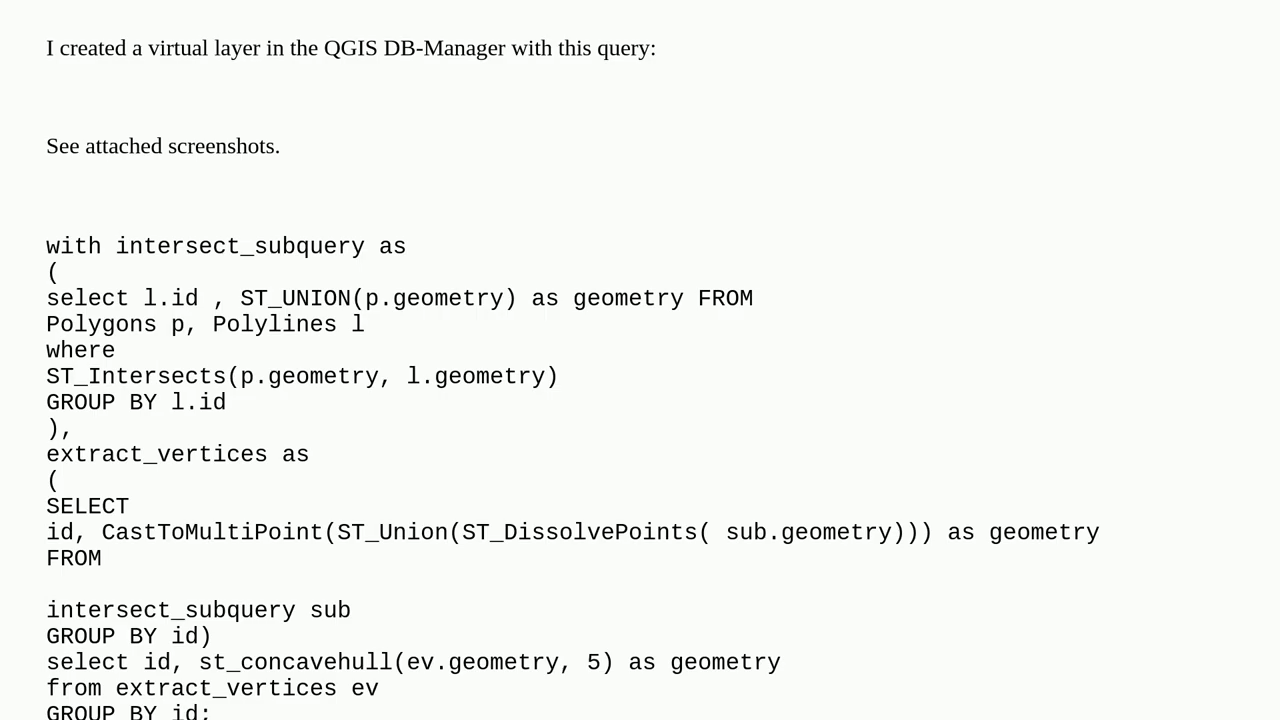 I created a virtual layer in the QGIS DB-Manager with this query:
See attached screenshots.
with intersect_subquery as
(
select l.id , ST_UNION(p.geometry) as geometry FROM
Polygons p, Polylines l
where
ST_Intersects(p.geometry, l.geometry)
GROUP BY l.id
),
extract_vertices as
(
SELECT
id, CastToMultiPoint(ST_Union(ST_DissolvePoints( sub.geometry))) as geometry
FROM
intersect_subquery sub
GROUP BY id)
select id, st_concavehull(ev.geometry, 5) as geometry
from extract_vertices ev
GROUP BY id;